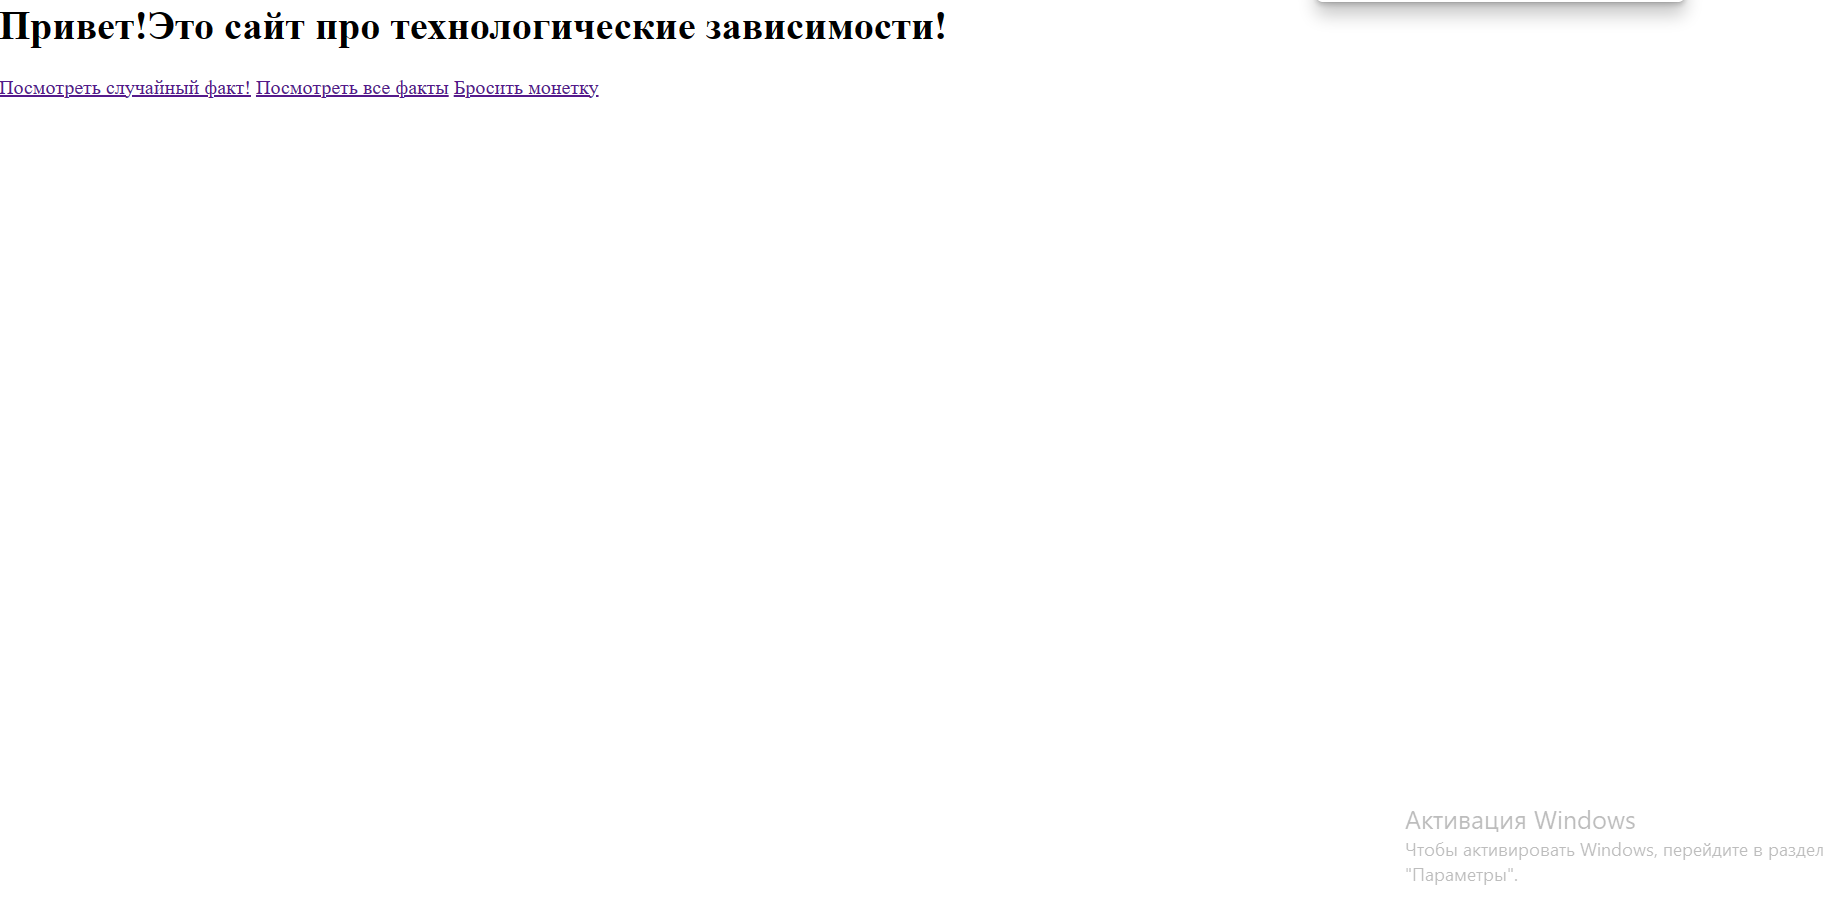 Привет!Это сайт про технологические зависимости!
Посмотреть случайный факт! Посмотреть все факты Бросить монетку
Активация Windows
Чтобы активировать Windows, перейдите в раздел
"Параметры".